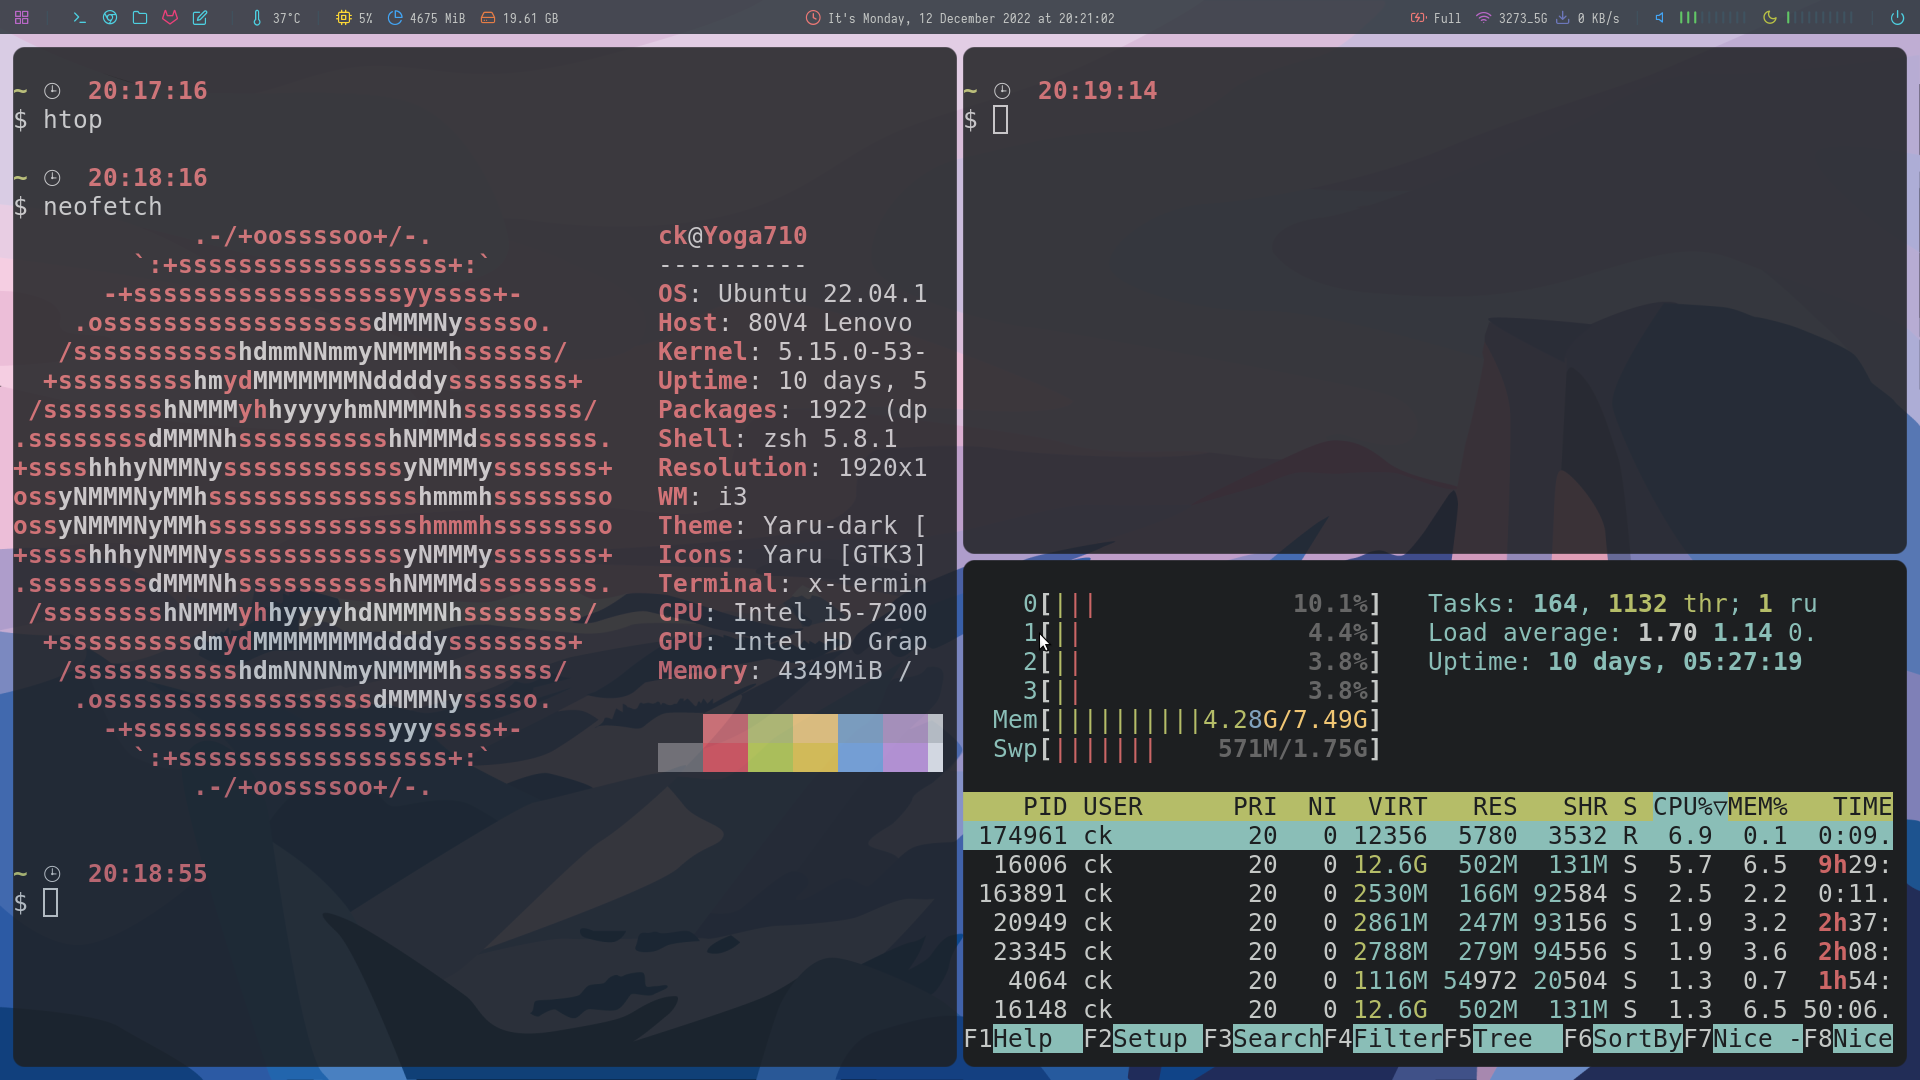 37°C 5% 4675 MiB 19.61 GB It's Monday, 12 December 2022 at 20:21:02 Full 3273_5G 0 KB/s
~ 20:17:16
$ htop
~ 20:18:16
$ neofetch
.-/+oossssoo+/-.
`:+ssssssssssssssssss+:`
-+ssssssssssssssssssyyssss+-
.ossssssssssssssssssdMMMNysssso.
/ssssssssssshdmmNNmmyNMMMMhssssss/
+ssssssssshmydMMMMMMMNddddyssssssss+
/sssssssshNMMMyhhyyyyhmNMMMNhssssssss/
.ssssssssdMMMNhsssssssssshNMMMdssssssss.
+sssshhhyNMMNyssssssssssssyNMMMysssssss+
ossyNMMMNyMMhsssssssssssssshmmmhssssssso
ossyNMMMNyMMhsssssssssssssshmmmhssssssso
+sssshhhyNMMNyssssssssssssyNMMMysssssss+
.ssssssssdMMMNhsssssssssshNMMMdssssssss.
/sssssssshNMMMyhhyyyyhdNMMMNhssssssss/
+sssssssssdmydMMMMMMMMddddyssssssss+
/ssssssssssshdmNNNNmyNMMMMhssssss/
.ossssssssssssssssssdMMMNysssso.
-+sssssssssssssssssyyyssss+-
`:+ssssssssssssssssss+:`
.-/+oossssoo+/-.
ck@Yoga710
----------
OS: Ubuntu 22.04.1
Host: 80V4 Lenovo
Kernel: 5.15.0-53-
Uptime: 10 days, 5
Packages: 1922 (dp
Shell: zsh 5.8.1
Resolution: 1920x1
WM: i3
Theme: Yaru-dark [
Icons: Yaru [GTK3]
Terminal: x-termin
CPU: Intel i5-7200
GPU: Intel HD Grap
Memory: 4349MiB /
~ 20:18:55
$
~ 20:19:14
$
0[||| 10.1%] Tasks: 164, 1132 thr; 1 ru
1[|| 4.4%] Load average: 1.70 1.14 0.
2[|| 3.8%] Uptime: 10 days, 05:27:19
3[|| 3.8%]
Mem[||||||||||4.28G/7.49G]
Swp[||||||| 571M/1.75G]
PID USER PRI NI VIRT RES SHR S CPU%▽MEM% TIME
174961 ck 20 0 12356 5780 3532 R 6.9 0.1 0:09.
16006 ck 20 0 12.6G 502M 131M S 5.7 6.5 9h29:
163891 ck 20 0 2530M 166M 92584 S 2.5 2.2 0:11.
20949 ck 20 0 2861M 247M 93156 S 1.9 3.2 2h37:
23345 ck 20 0 2788M 279M 94556 S 1.9 3.6 2h08:
4064 ck 20 0 1116M 54972 20504 S 1.3 0.7 1h54:
16148 ck 20 0 12.6G 502M 131M S 1.3 6.5 50:06.
F1Help F2Setup F3SearchF4FilterF5Tree F6SortByF7Nice -F8Nice